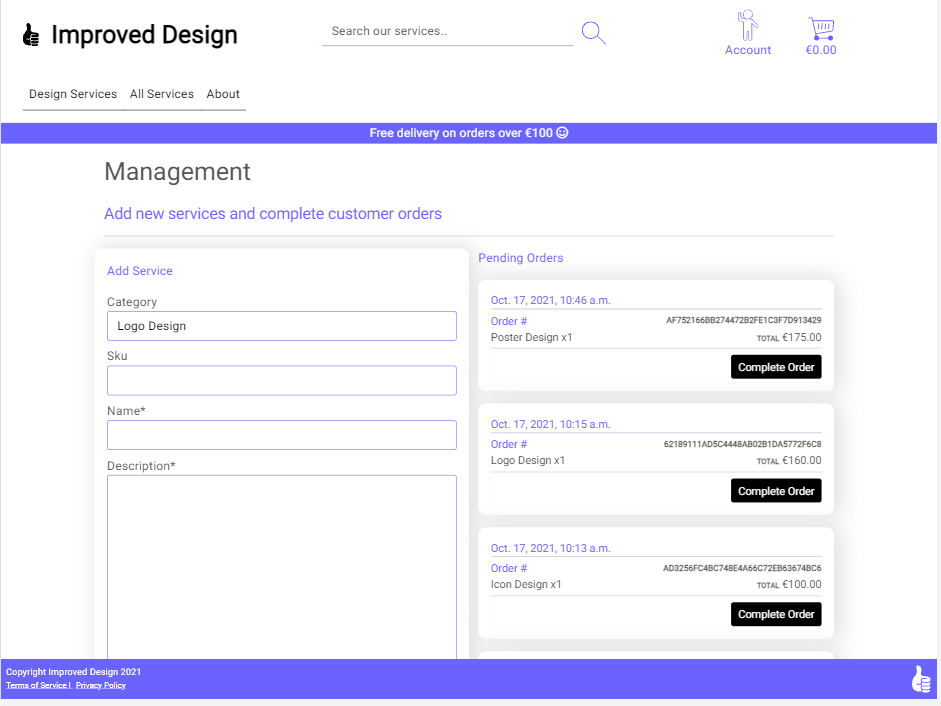 Improved Design
Search our services..
Account
€0.00
Design Services All Services About
Free delivery on orders over €100
Management
Add new services and complete customer orders
Add Service
Category
Logo Design
Sku
Name*
Description*
Pending Orders
Oct. 17, 2021, 10:46 a.m.
Order # AF752166BB274472B2FE1C3F7D913429
Poster Design x1 TOTAL €175.00
Complete Order
Oct. 17, 2021, 10:15 a.m.
Order # 62189111AD5C4448AB02B1DA5772F6C8
Logo Design x1 TOTAL €160.00
Complete Order
Oct. 17, 2021, 10:13 a.m.
Order # AD3256FC4BC748E4A66C72EB63674BC6
Icon Design x1 TOTAL €100.00
Complete Order
Copyright Improved Design 2021
Terms of Service | Privacy Policy